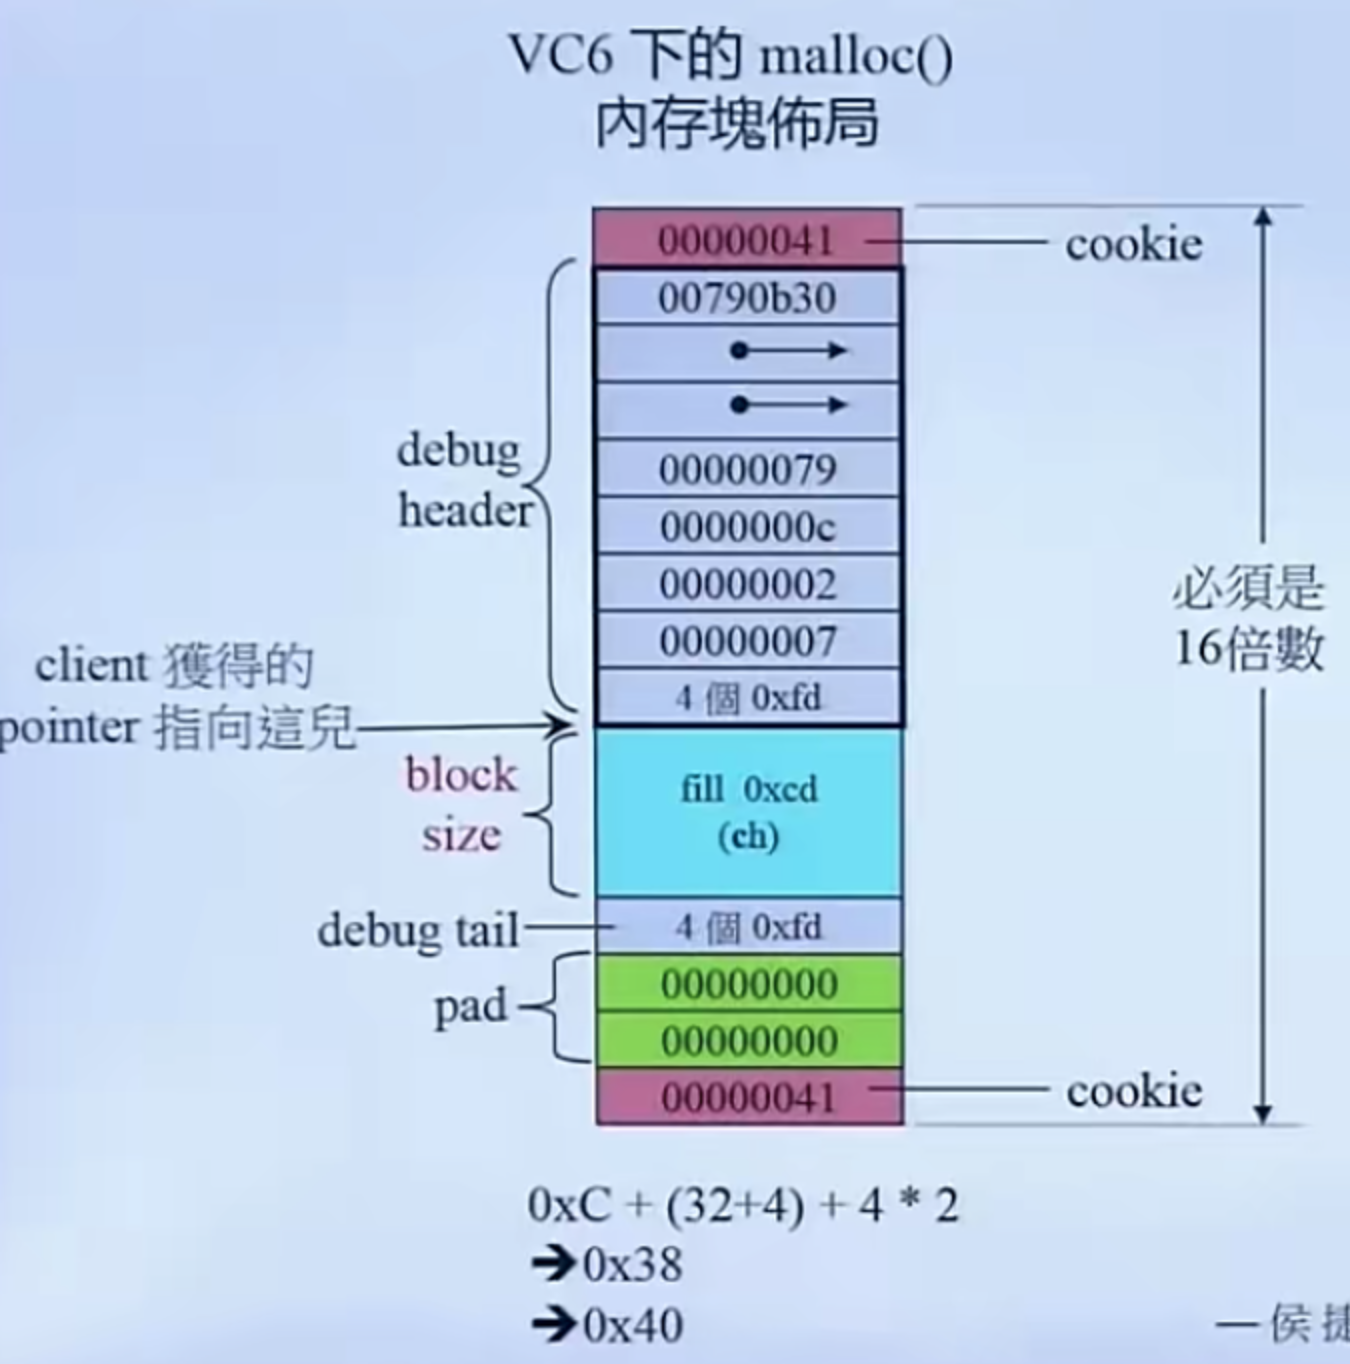 VC6 下的 malloc()
內存塊佈局
00000041
cookie
00790b30
debug
header
00000079
0000000c
00000002
00000007
4 個 0xfd
client 獲得的
pointer 指向這兒
block
size
fill 0xcd
(ch)
debug tail
4 個 0xfd
pad
00000000
00000000
00000041
cookie
必須是
16倍數
0xC + (32+4) + 4 * 2
➔0x38
➔0x40
—侯捷